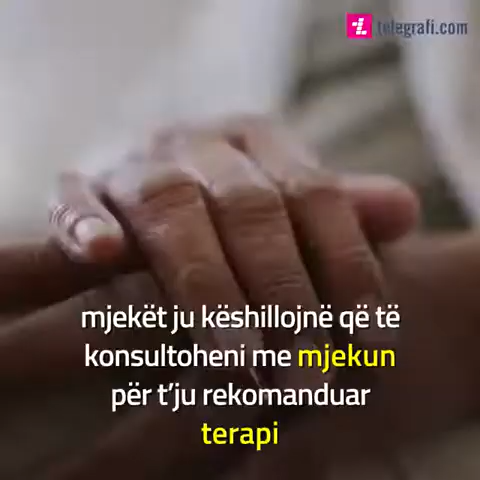 telegrafi.com
mjekët ju këshillojnë që të
konsultoheni me mjekun
për t'ju rekomanduar
terapi